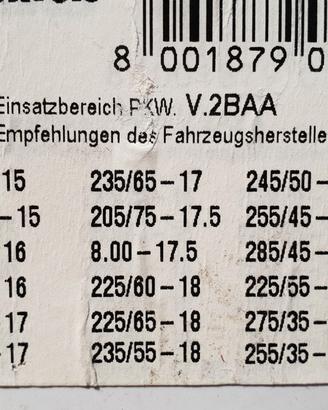 8 001879 0
Einsatzbereich PKW. V.2BAA
Empfehlungen des Fahrzeugherstelle
15 235/65-17 245/50-
-15 205/75-17.5 255/45-
16 8.00-17.5 285/45-
16 225/60-18 225/55-
17 225/65-18 275/35-
-17 235/55-18 255/35-